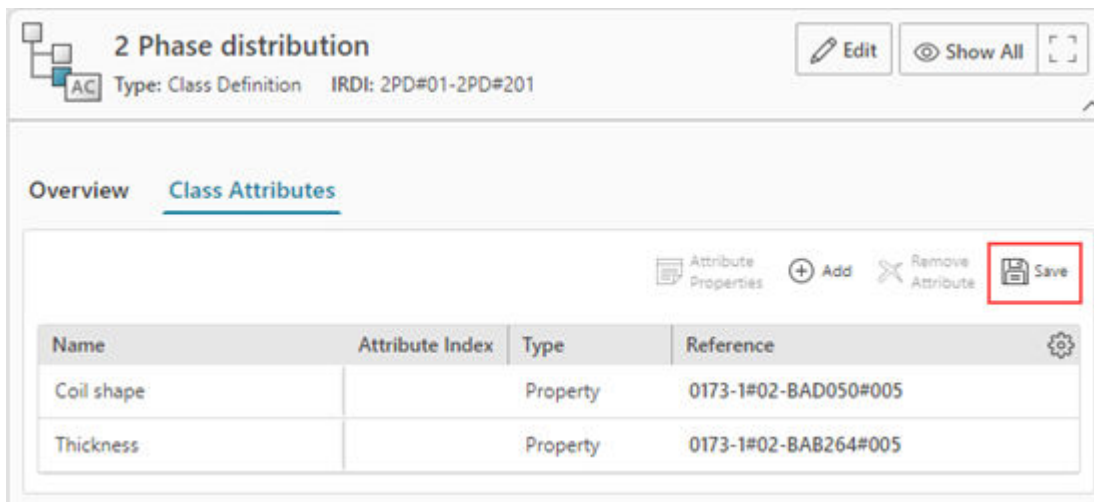 2 Phase distribution
Edit
Show All
AC
Type: Class Definition IRDI: 2PD#01-2PD#201
Overview Class Attributes
Attribute Properties
Add
Remove Attribute
Save
Name Attribute Index Type Reference
Coil shape Property 0173-1#02-BAD050#005
Thickness Property 0173-1#02-BAB264#005